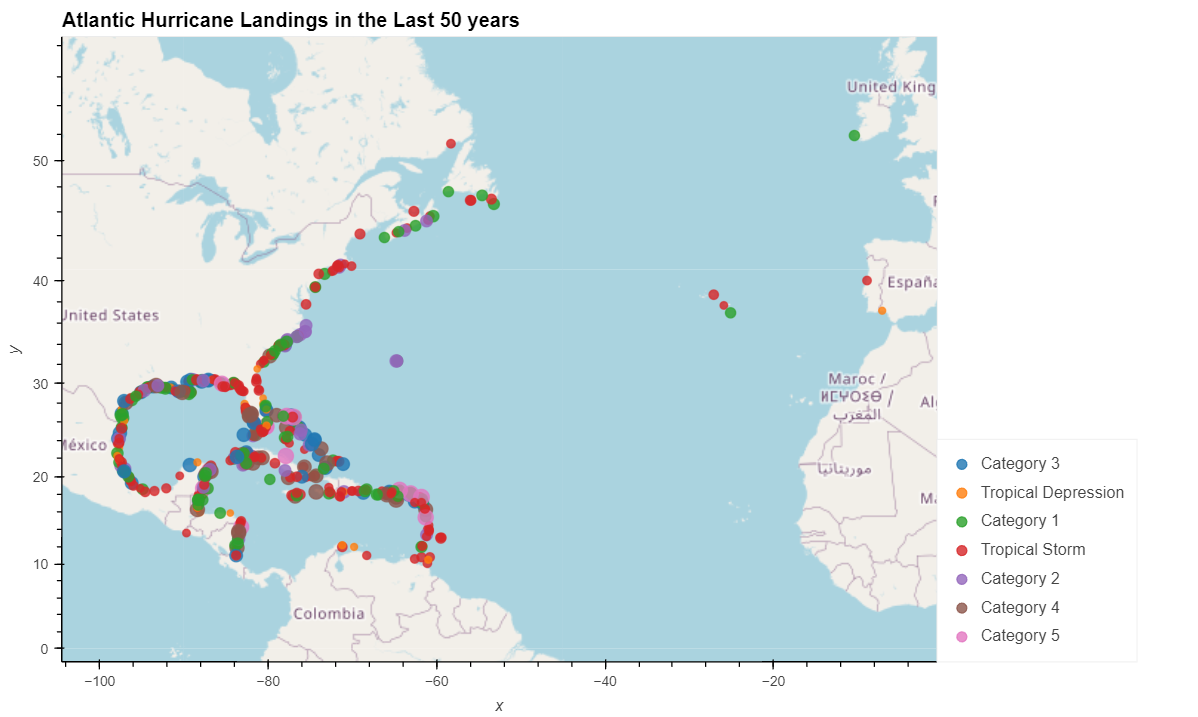 Atlantic Hurricane Landings in the Last 50 years
United King
50
40
España
United States
30
Maroc /
ⵍⵎⵖⵔⵉⴱ /
المغرب
México
موريتانيا
20
10
Colombia
0
y
−100
−80
−60
−40
−20
x
Category 3
Tropical Depression
Category 1
Tropical Storm
Category 2
Category 4
Category 5